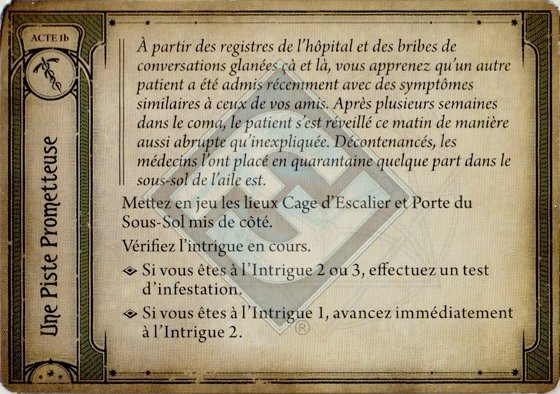 ACTE 1b
Une Piste Prometteuse
À partir des registres de l'hôpital et des bribes de
conversations glanées çà et là, vous apprenez qu'un autre
patient a été admis récemment avec des symptômes
similaires à ceux de vos amis. Après plusieurs semaines
dans le coma, le patient s'est réveillé ce matin de manière
aussi abrupte qu'inexpliquée. Décontenancés, les
médecins l'ont placé en quarantaine quelque part dans le
sous-sol de l'aile est.
Mettez en jeu les lieux Cage d'Escalier et Porte du
Sous-Sol mis de côté.
Vérifiez l'intrigue en cours.
Si vous êtes à l'Intrigue 2 ou 3, effectuez un test
d'infestation.
Si vous êtes à l'Intrigue 1, avancez immédiatement
à l'Intrigue 2.
®